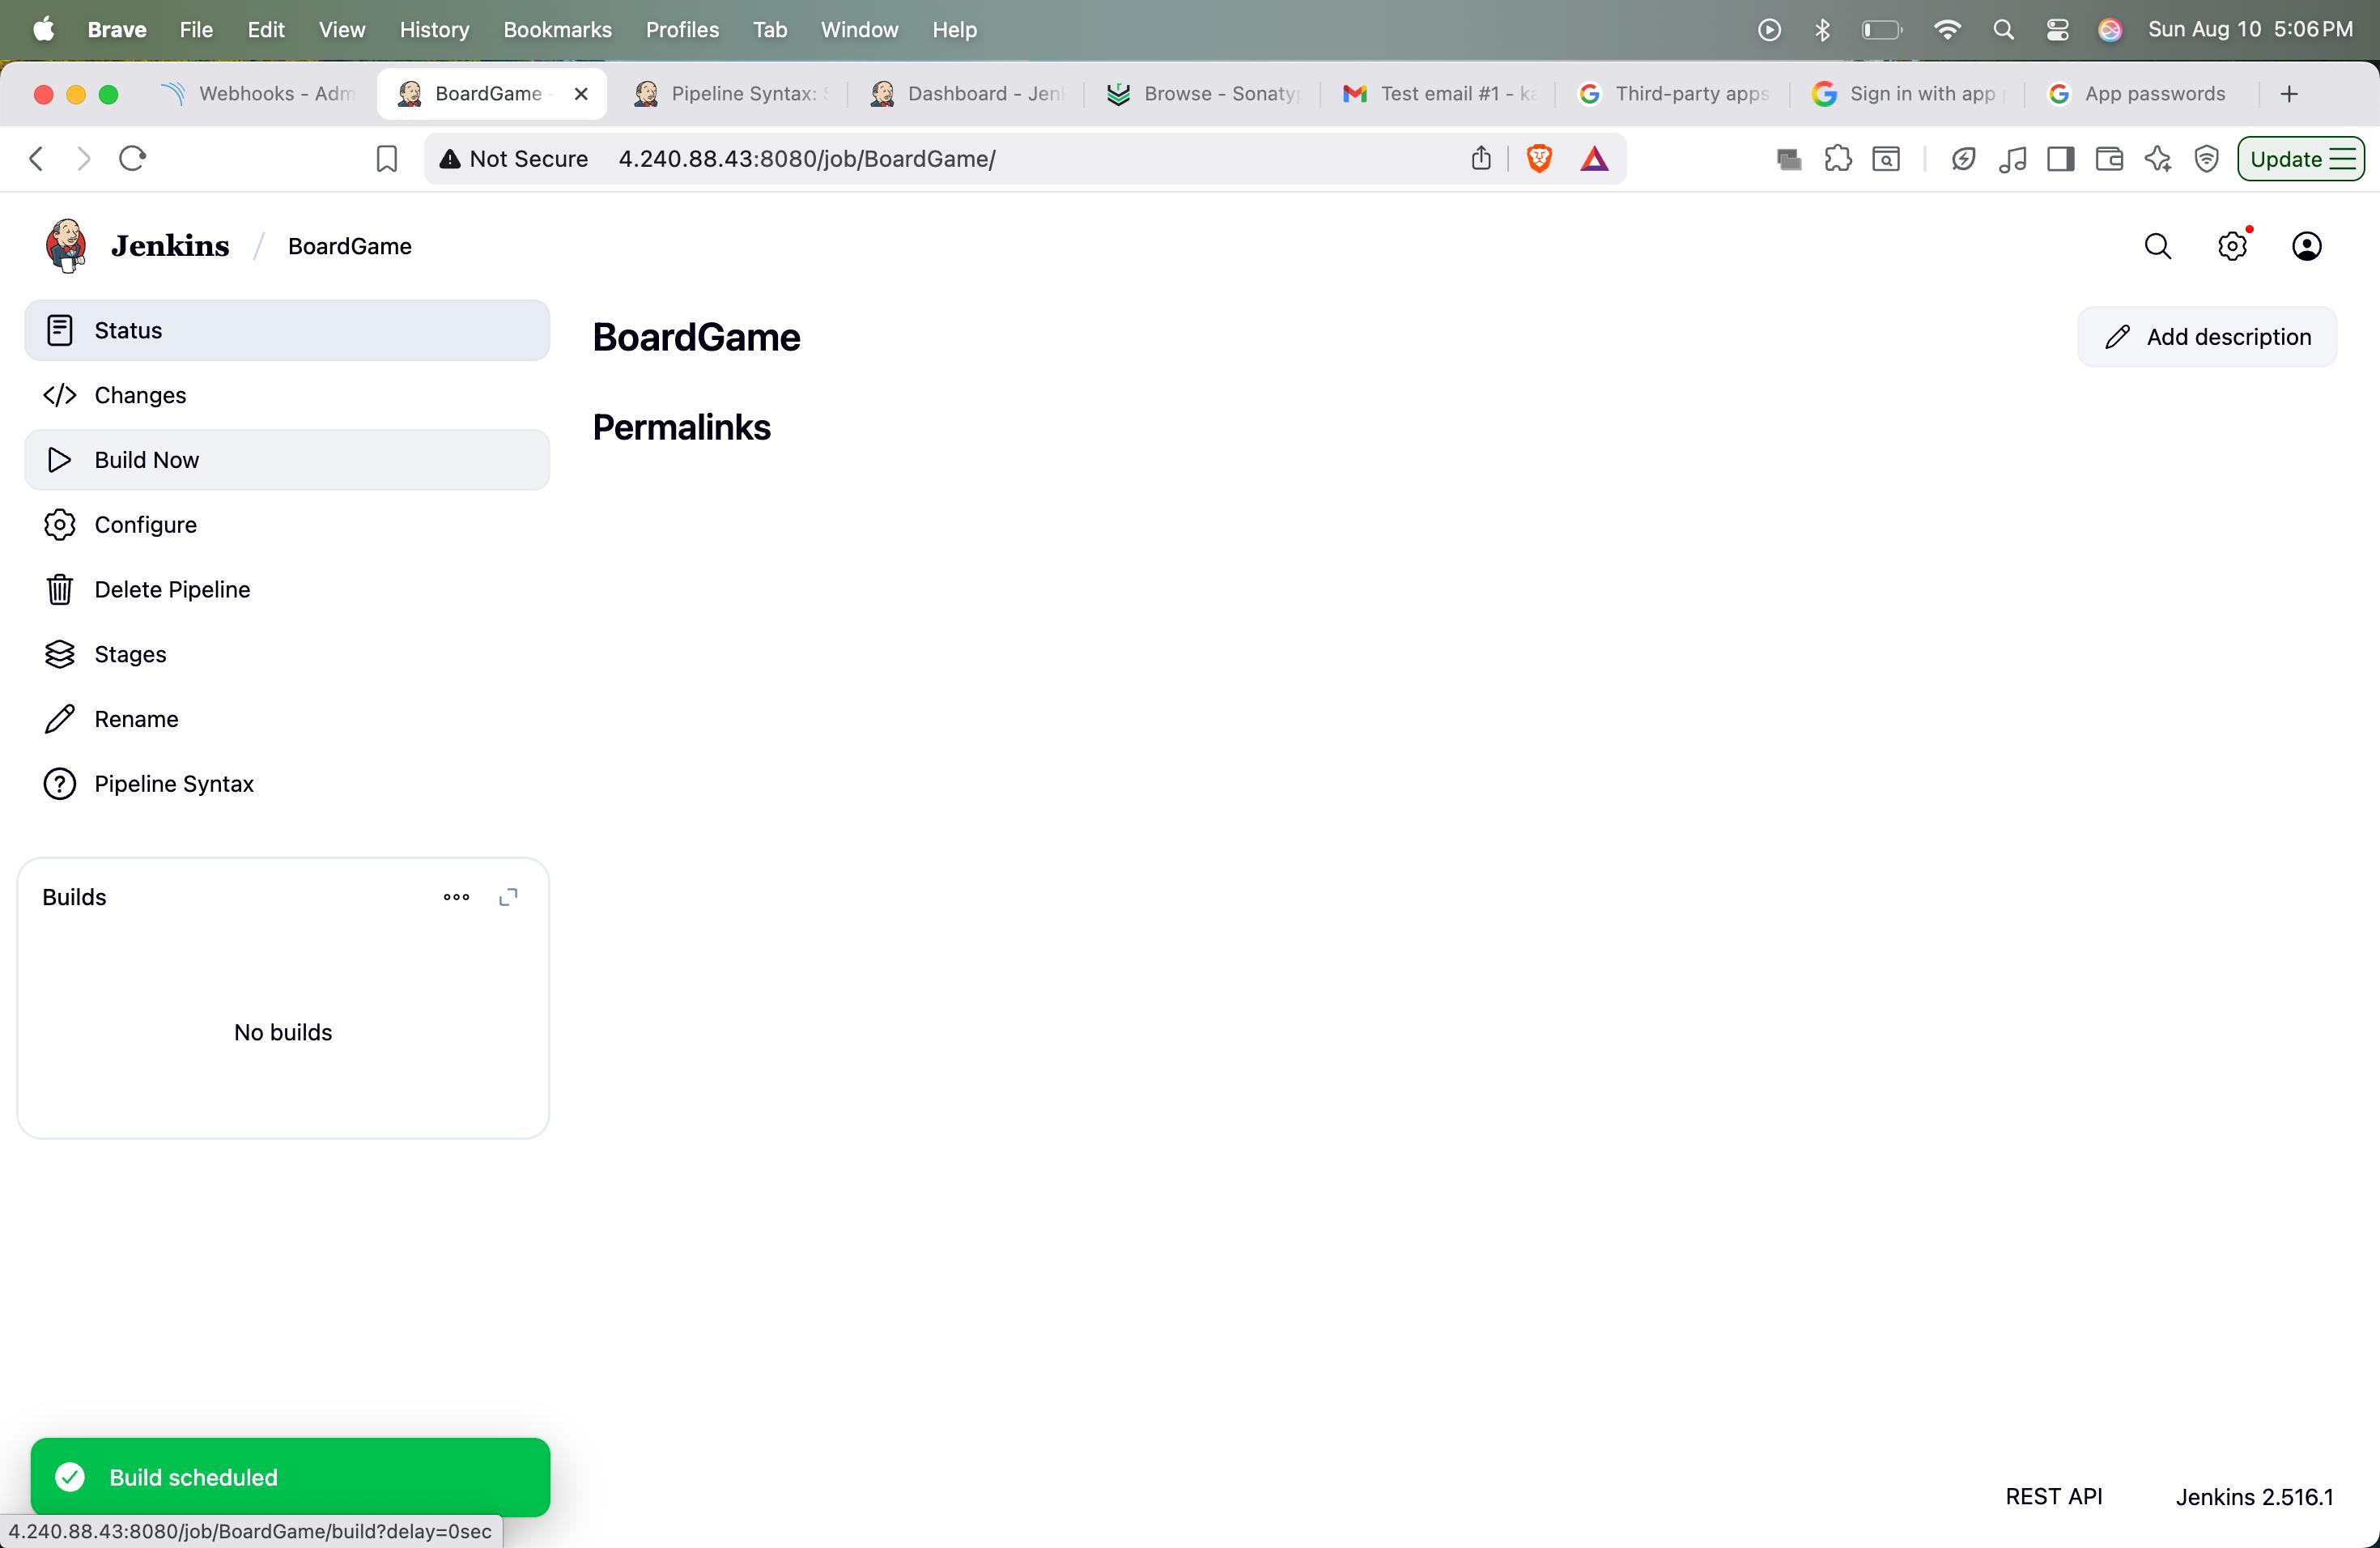 Brave File Edit View History Bookmarks Profiles Tab Window Help Sun Aug 10 5:06 PM
Webhooks - Adm BoardGame - Pipeline Syntax: Dashboard - Jen Browse - Sonaty Test email #1 - ka Third-party apps Sign in with app App passwords
Not Secure 4.240.88.43:8080/job/BoardGame/ Update
Jenkins / BoardGame
Status
Changes
Build Now
Configure
Delete Pipeline
Stages
Rename
Pipeline Syntax
Builds
No builds
BoardGame
Add description
Permalinks
Build scheduled
4.240.88.43:8080/job/BoardGame/build?delay=0sec
REST API Jenkins 2.516.1